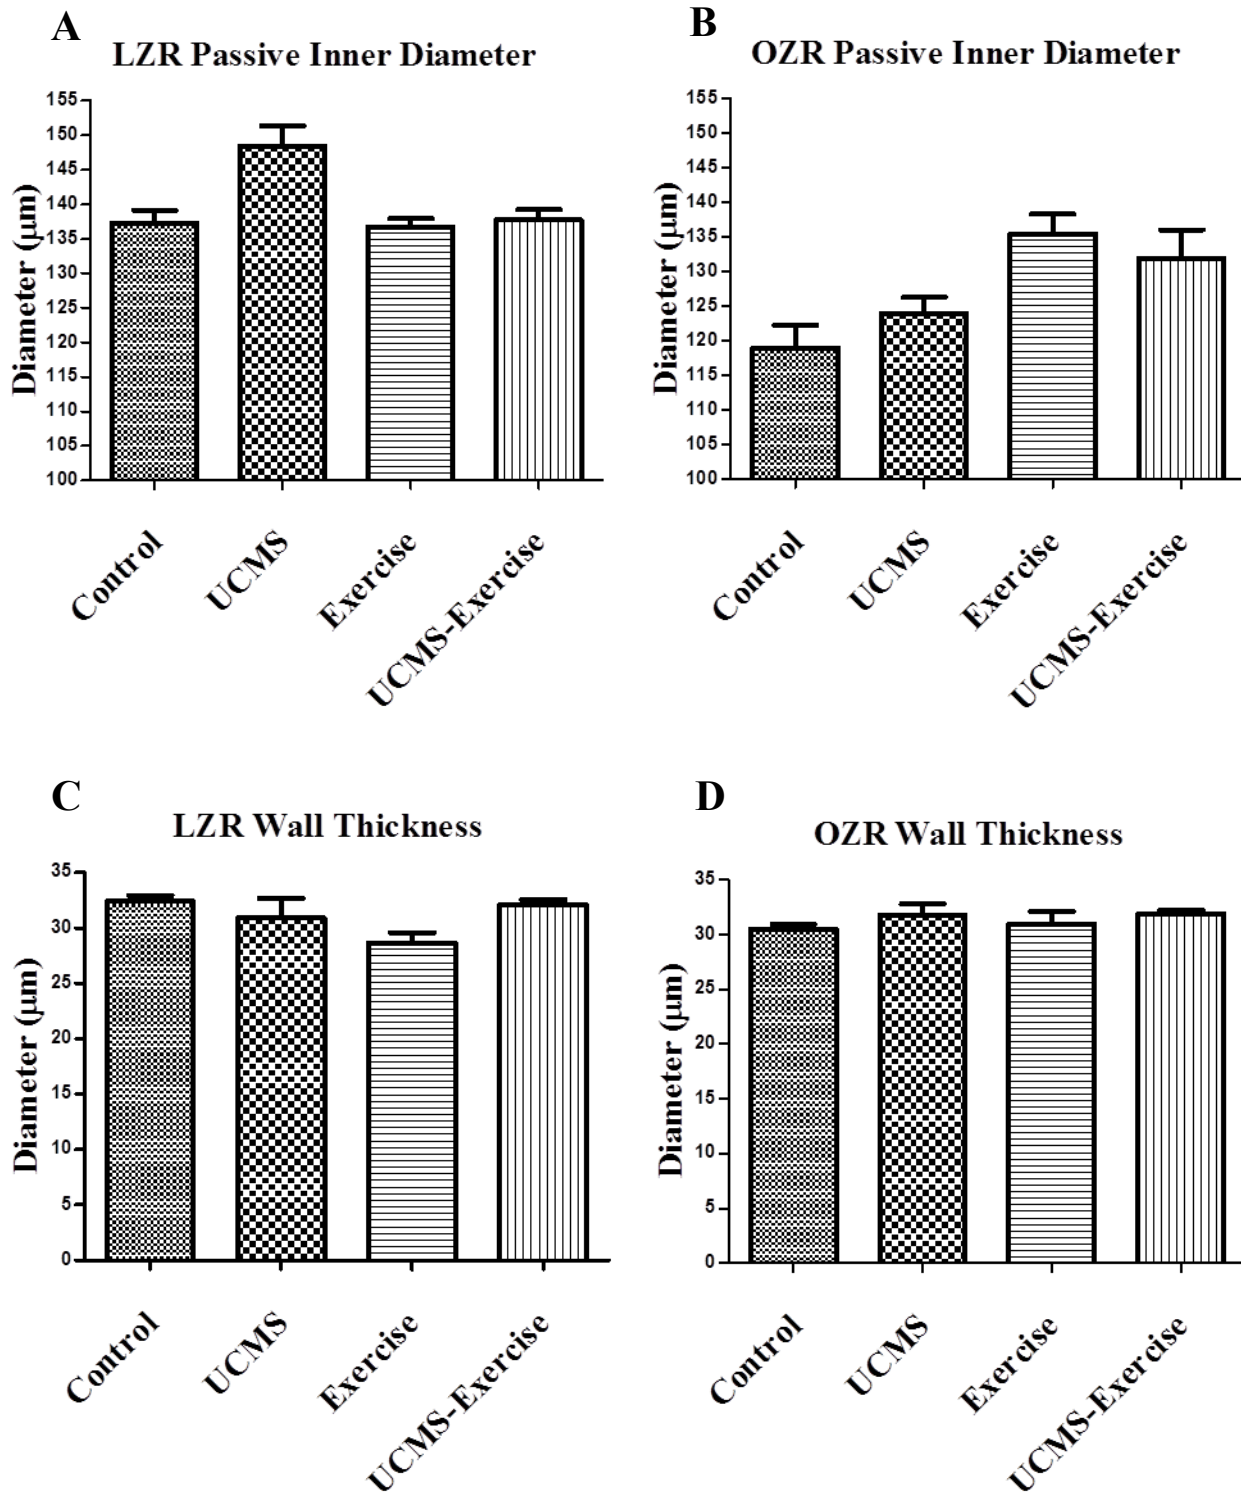 A
LZR Passive Inner Diameter
Diameter (μm)
155
150
145
140
135
130
125
120
115
110
105
100
Control
UCMS
Exercise
UCMS-Exercise
B
OZR Passive Inner Diameter
Diameter (μm)
155
150
145
140
135
130
125
120
115
110
105
100
Control
UCMS
Exercise
UCMS-Exercise
C
LZR Wall Thickness
Diameter (μm)
35
30
25
20
15
10
5
0
Control
UCMS
Exercise
UCMS-Exercise
D
OZR Wall Thickness
Diameter (μm)
35
30
25
20
15
10
5
0
Control
UCMS
Exercise
UCMS-Exercise